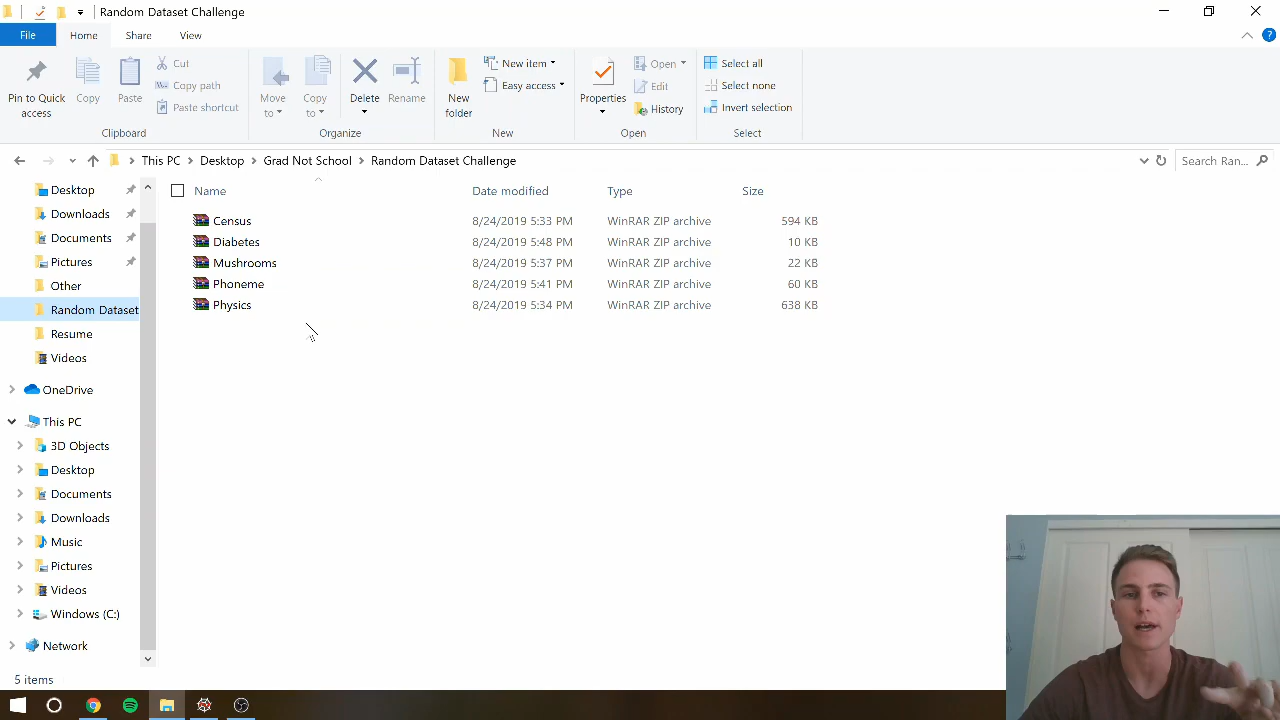 Random Dataset Challenge
File Home Share View
Pin to Quick access
Copy
Paste
Cut
Copy path
Paste shortcut
Clipboard
Move to
Copy to
Delete
Rename
Organize
New folder
New item
Easy access
New
Properties
Open
Edit
History
Open
Select all
Select none
Invert selection
Select
This PC Desktop Grad Not School Random Dataset Challenge
Search Ran...
Name Date modified Type Size
Census 8/24/2019 5:33 PM WinRAR ZIP archive 594 KB
Diabetes 8/24/2019 5:48 PM WinRAR ZIP archive 10 KB
Mushrooms 8/24/2019 5:37 PM WinRAR ZIP archive 22 KB
Phoneme 8/24/2019 5:41 PM WinRAR ZIP archive 60 KB
Physics 8/24/2019 5:34 PM WinRAR ZIP archive 638 KB
Desktop
Downloads
Documents
Pictures
Other
Random Dataset
Resume
Videos
OneDrive
This PC
3D Objects
Desktop
Documents
Downloads
Music
Pictures
Videos
Windows (C:)
Network
5 items